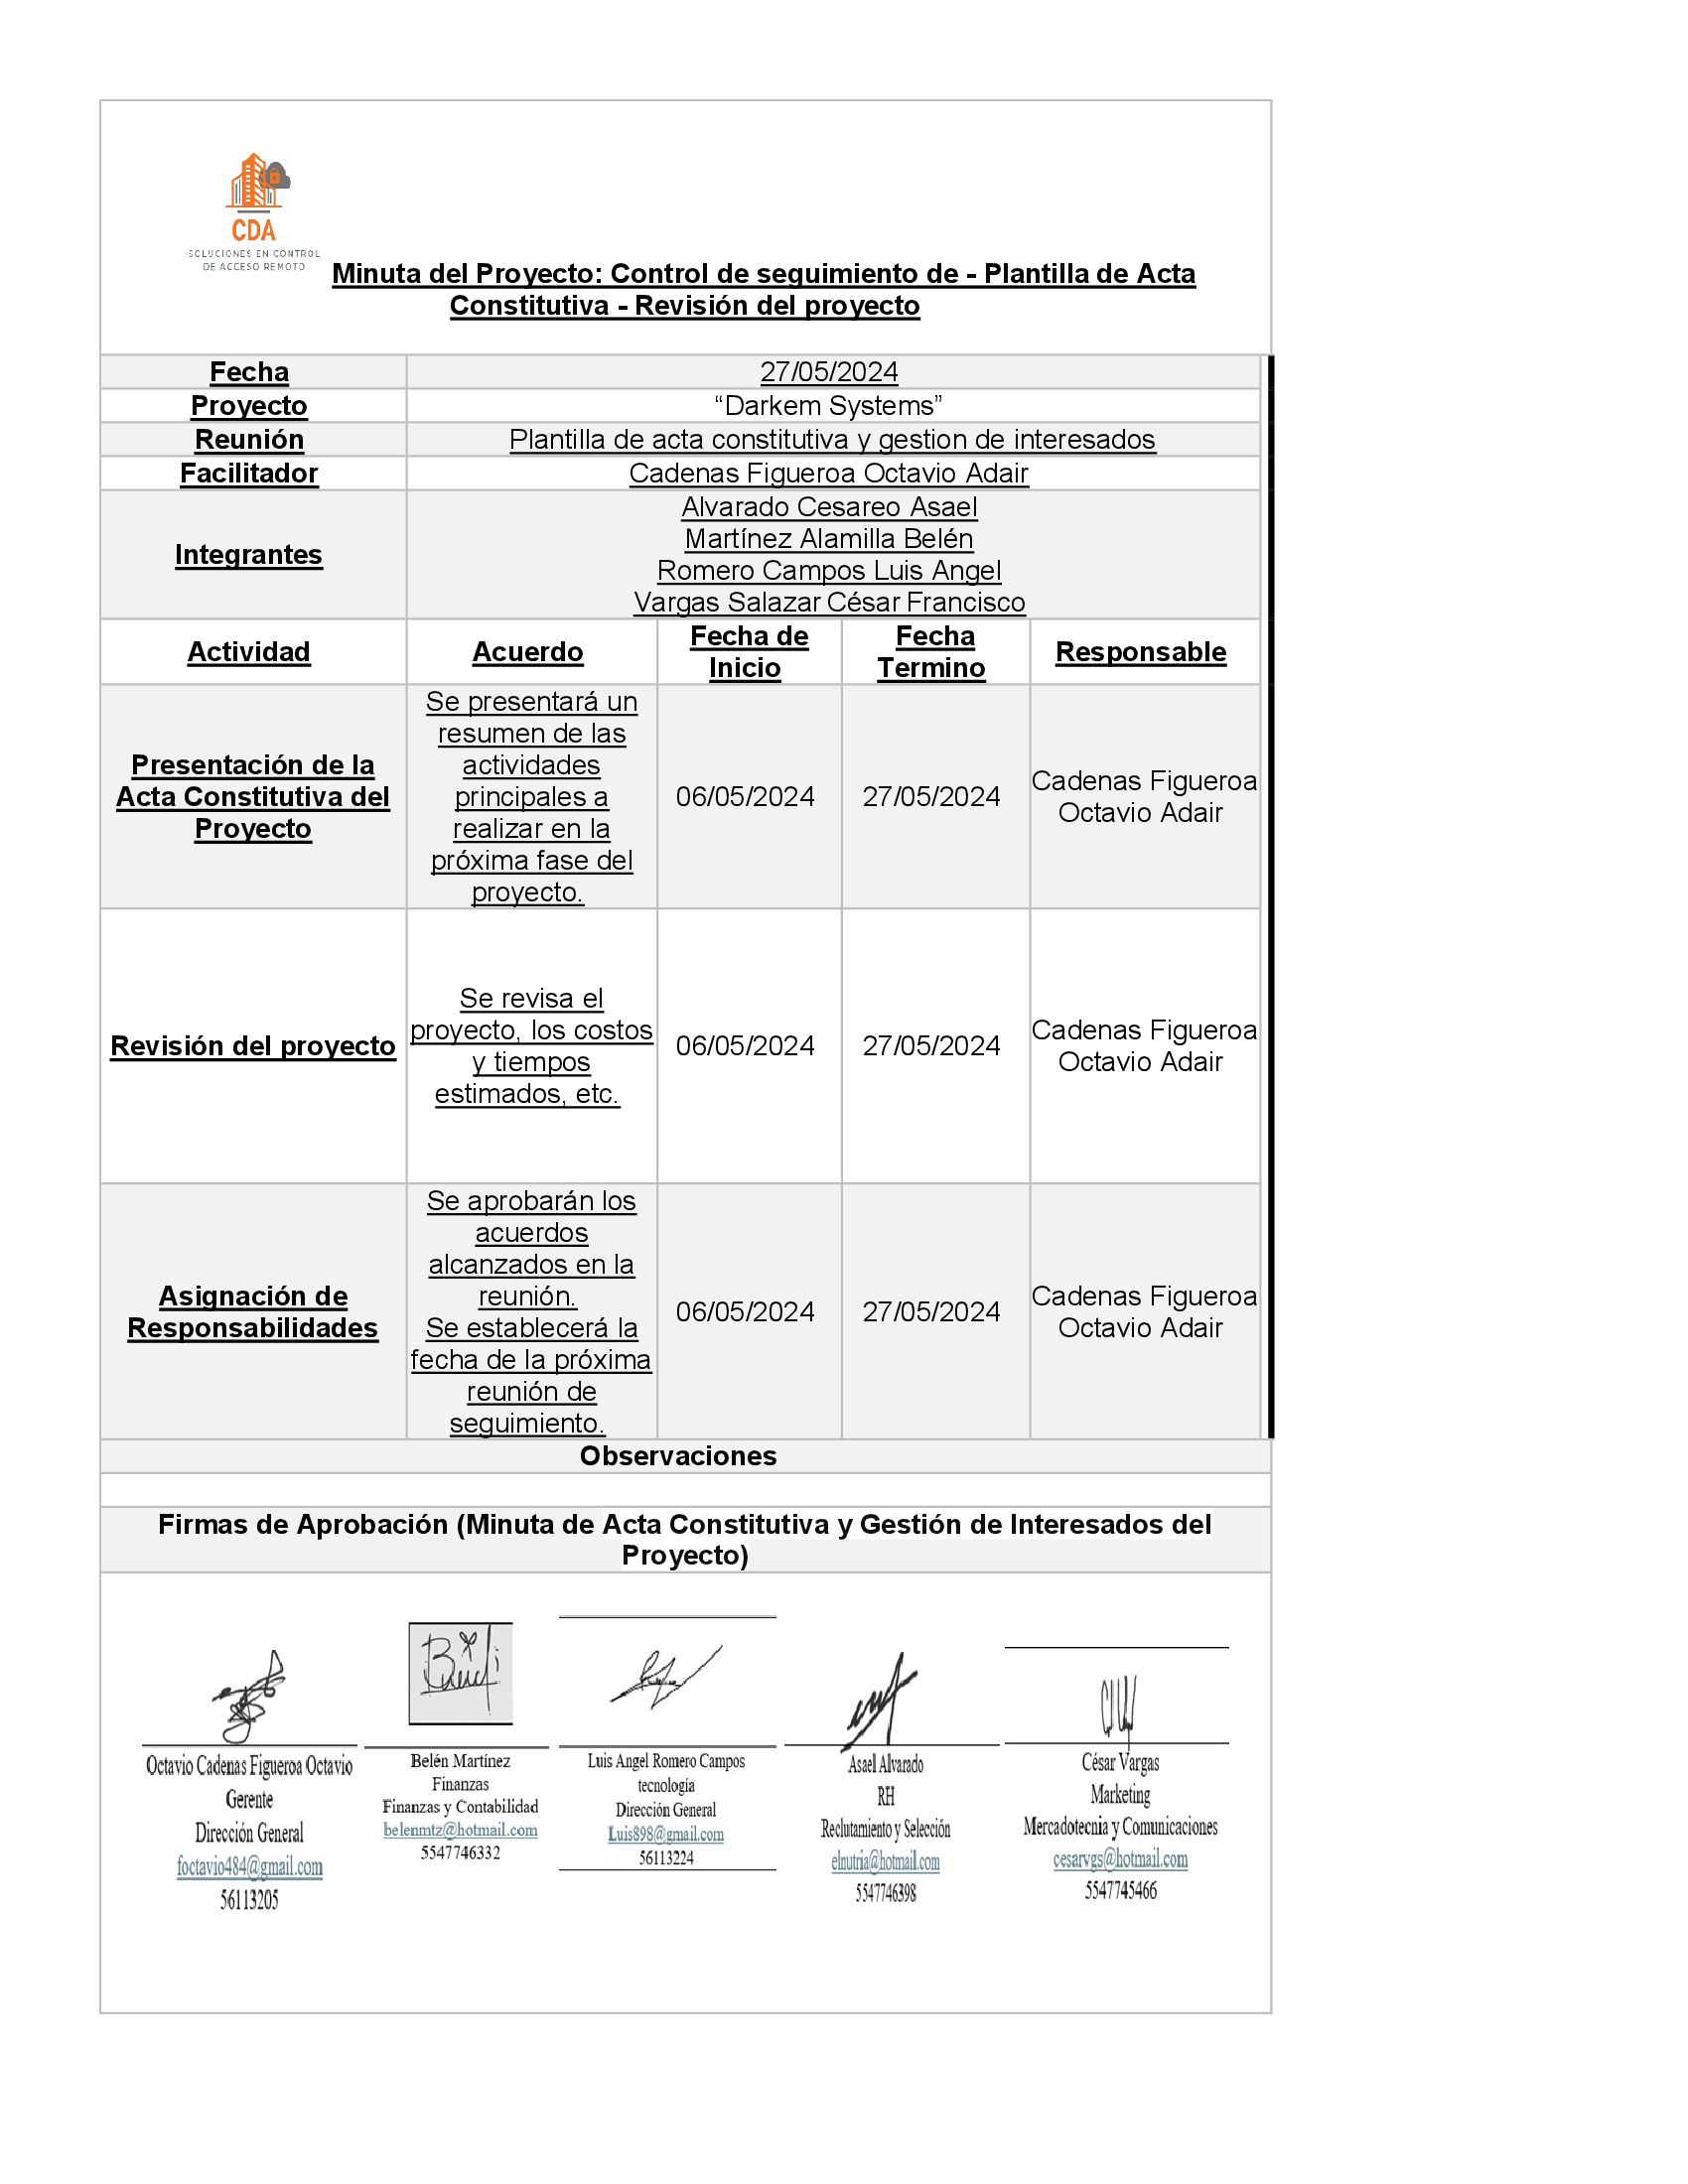 CDA
SOLUCIONES EN CONTROL
DE ACCESO REMOTO
Minuta del Proyecto: Control de seguimiento de - Plantilla de Acta
Constitutiva - Revisión del proyecto
Fecha 27/05/2024
Proyecto “Darkem Systems”
Reunión Plantilla de acta constitutiva y gestion de interesados
Facilitador Cadenas Figueroa Octavio Adair
Integrantes
Alvarado Cesareo Asael
Martínez Alamilla Belén
Romero Campos Luis Angel
Vargas Salazar César Francisco
Actividad
Acuerdo
Fecha de
Inicio
Fecha
Termino
Responsable
Presentación de la
Acta Constitutiva del
Proyecto
Se presentará un
resumen de las
actividades
principales a
realizar en la
próxima fase del
proyecto.
06/05/2024
27/05/2024
Cadenas Figueroa
Octavio Adair
Revisión del proyecto
Se revisa el
proyecto, los costos
y tiempos
estimados, etc.
06/05/2024
27/05/2024
Cadenas Figueroa
Octavio Adair
Asignación de
Responsabilidades
Se aprobarán los
acuerdos
alcanzados en la
reunión.
Se establecerá la
fecha de la próxima
reunión de
seguimiento.
06/05/2024
27/05/2024
Cadenas Figueroa
Octavio Adair
Observaciones
Firmas de Aprobación (Minuta de Acta Constitutiva y Gestión de Interesados del
Proyecto)
Octavio Cadenas Figueroa Octavio
Gerente
Dirección General
foctavio484@gmail.com
56113205
Belén Martínez
Finanzas
Finanzas y Contabilidad
belenmtz@hotmail.com
5547746332
Luis Angel Romero Campos
tecnología
Dirección General
Luis898@gmail.com
56113224
Asael Alvarado
RH
Reclutamiento y Selección
elnutria@hotmail.com
5547746398
César Vargas
Marketing
Mercadotecnia y Comunicaciones
cesarvgs@hotmail.com
5547745466